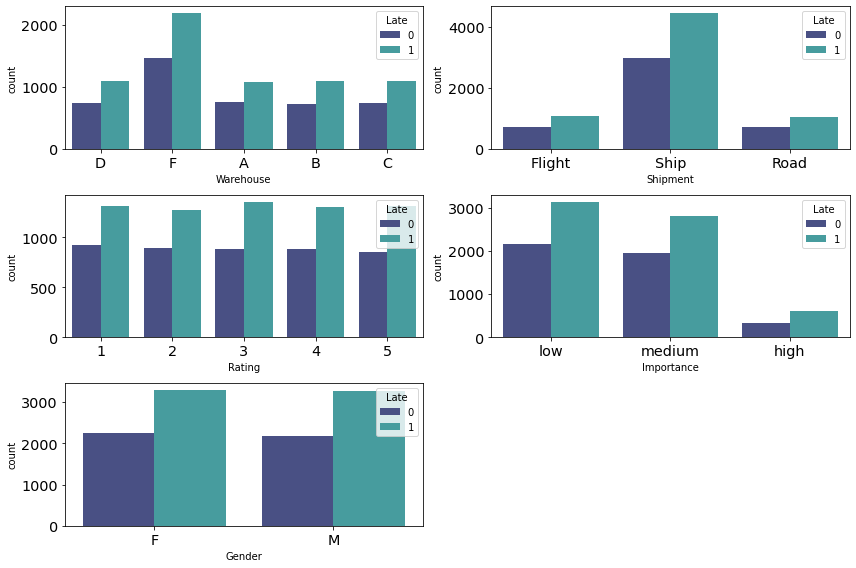 2000
1000
0
count
D F A B C
Warehouse
Late
0
1
4000
2000
0
count
Flight Ship Road
Shipment
Late
0
1
1000
500
0
count
1 2 3 4 5
Rating
Late
0
1
3000
2000
1000
0
count
low medium high
Importance
Late
0
1
3000
2000
1000
0
count
F M
Gender
Late
0
1